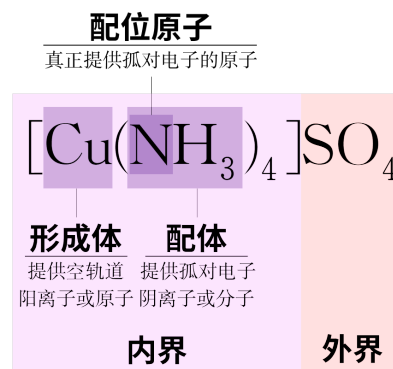 配位原子
真正提供孤对电子的原子
[Cu(NH₃)₄]SO₄
形成体
提供空轨道
阳离子或原子
配体
提供孤对电子
阴离子或分子
内界
外界